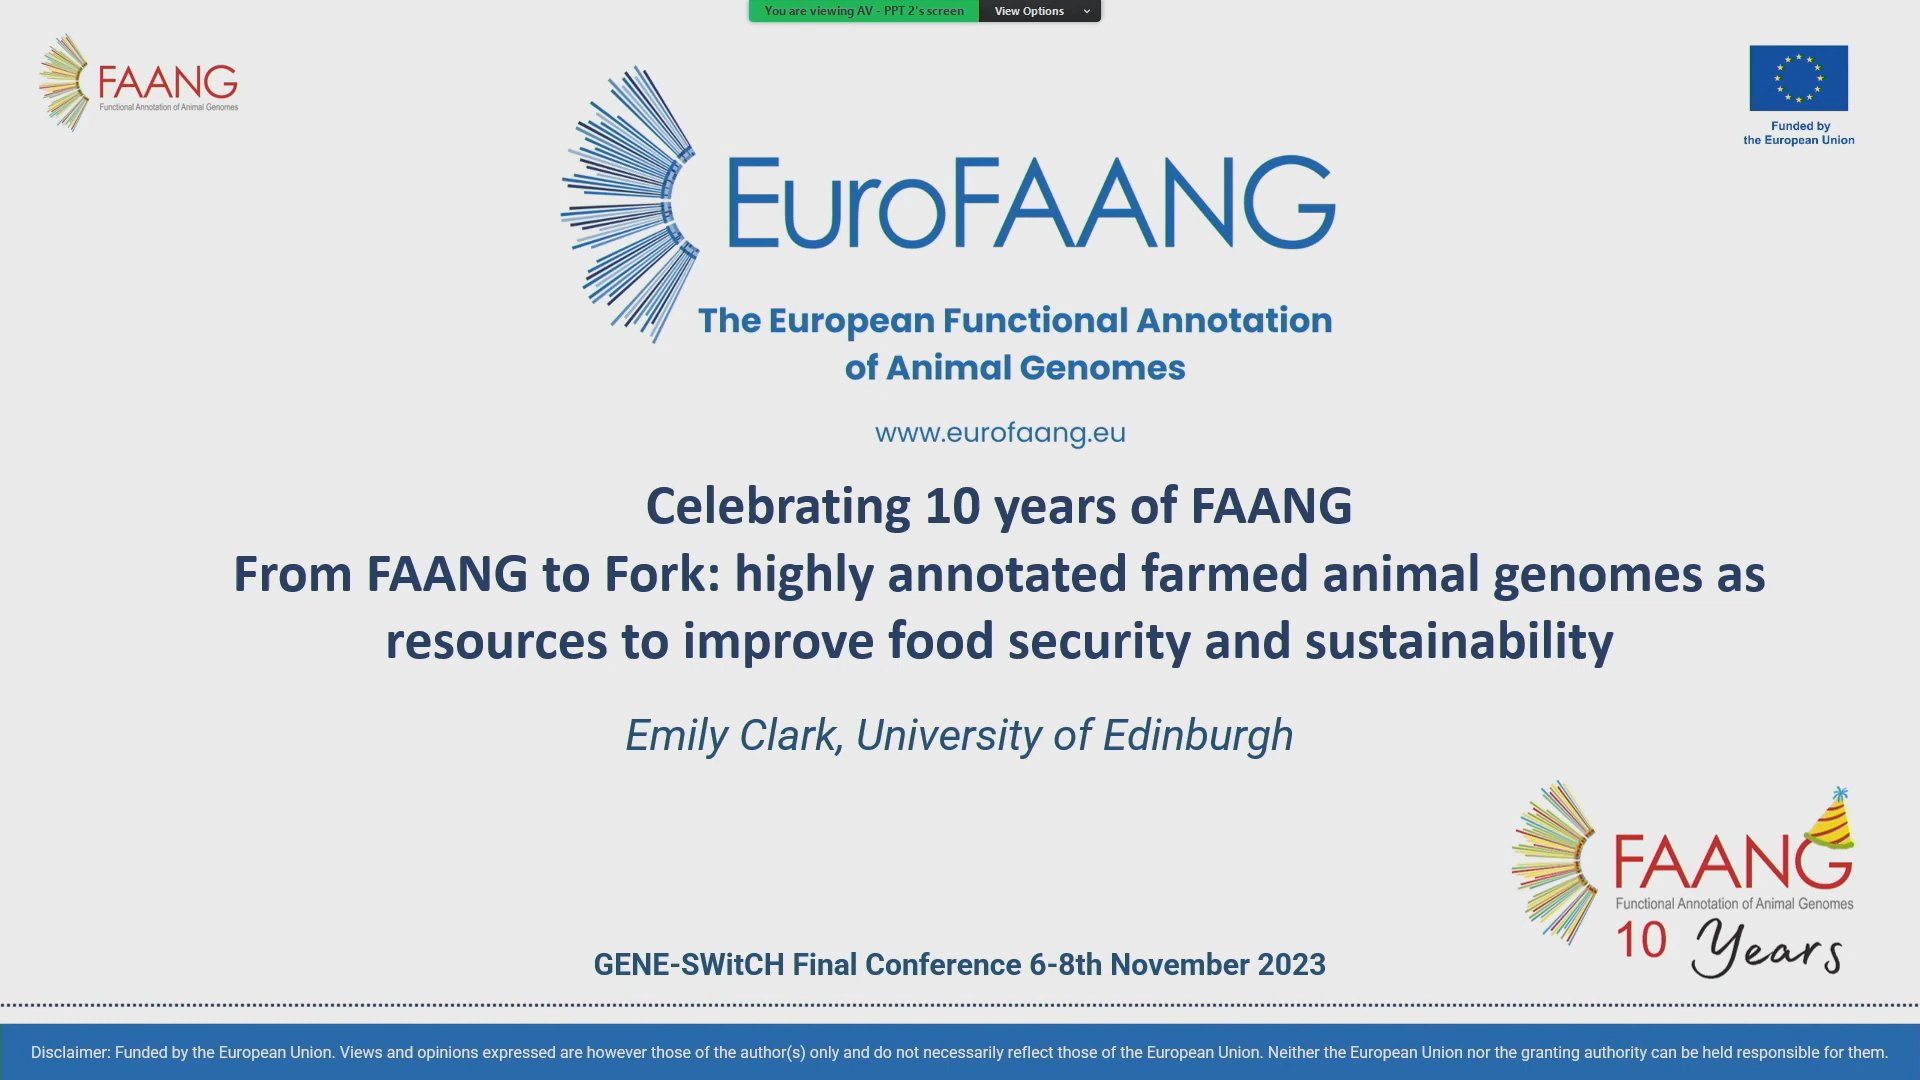 You are viewing AV - PPT 2's screen
View Options
FAANG
Functional Annotation of Animal Genomes
Funded by
the European Union
EuroFAANG
The European Functional Annotation
of Animal Genomes
www.eurofaang.eu
Celebrating 10 years of FAANG
From FAANG to Fork: highly annotated farmed animal genomes as
resources to improve food security and sustainability
Emily Clark, University of Edinburgh
FAANG
Functional Annotation of Animal Genomes
10 Years
GENE-SWitCH Final Conference 6-8th November 2023
Disclaimer: Funded by the European Union. Views and opinions expressed are however those of the author(s) only and do not necessarily reflect those of the European Union. Neither the European Union nor the granting authority can be held responsible for them.